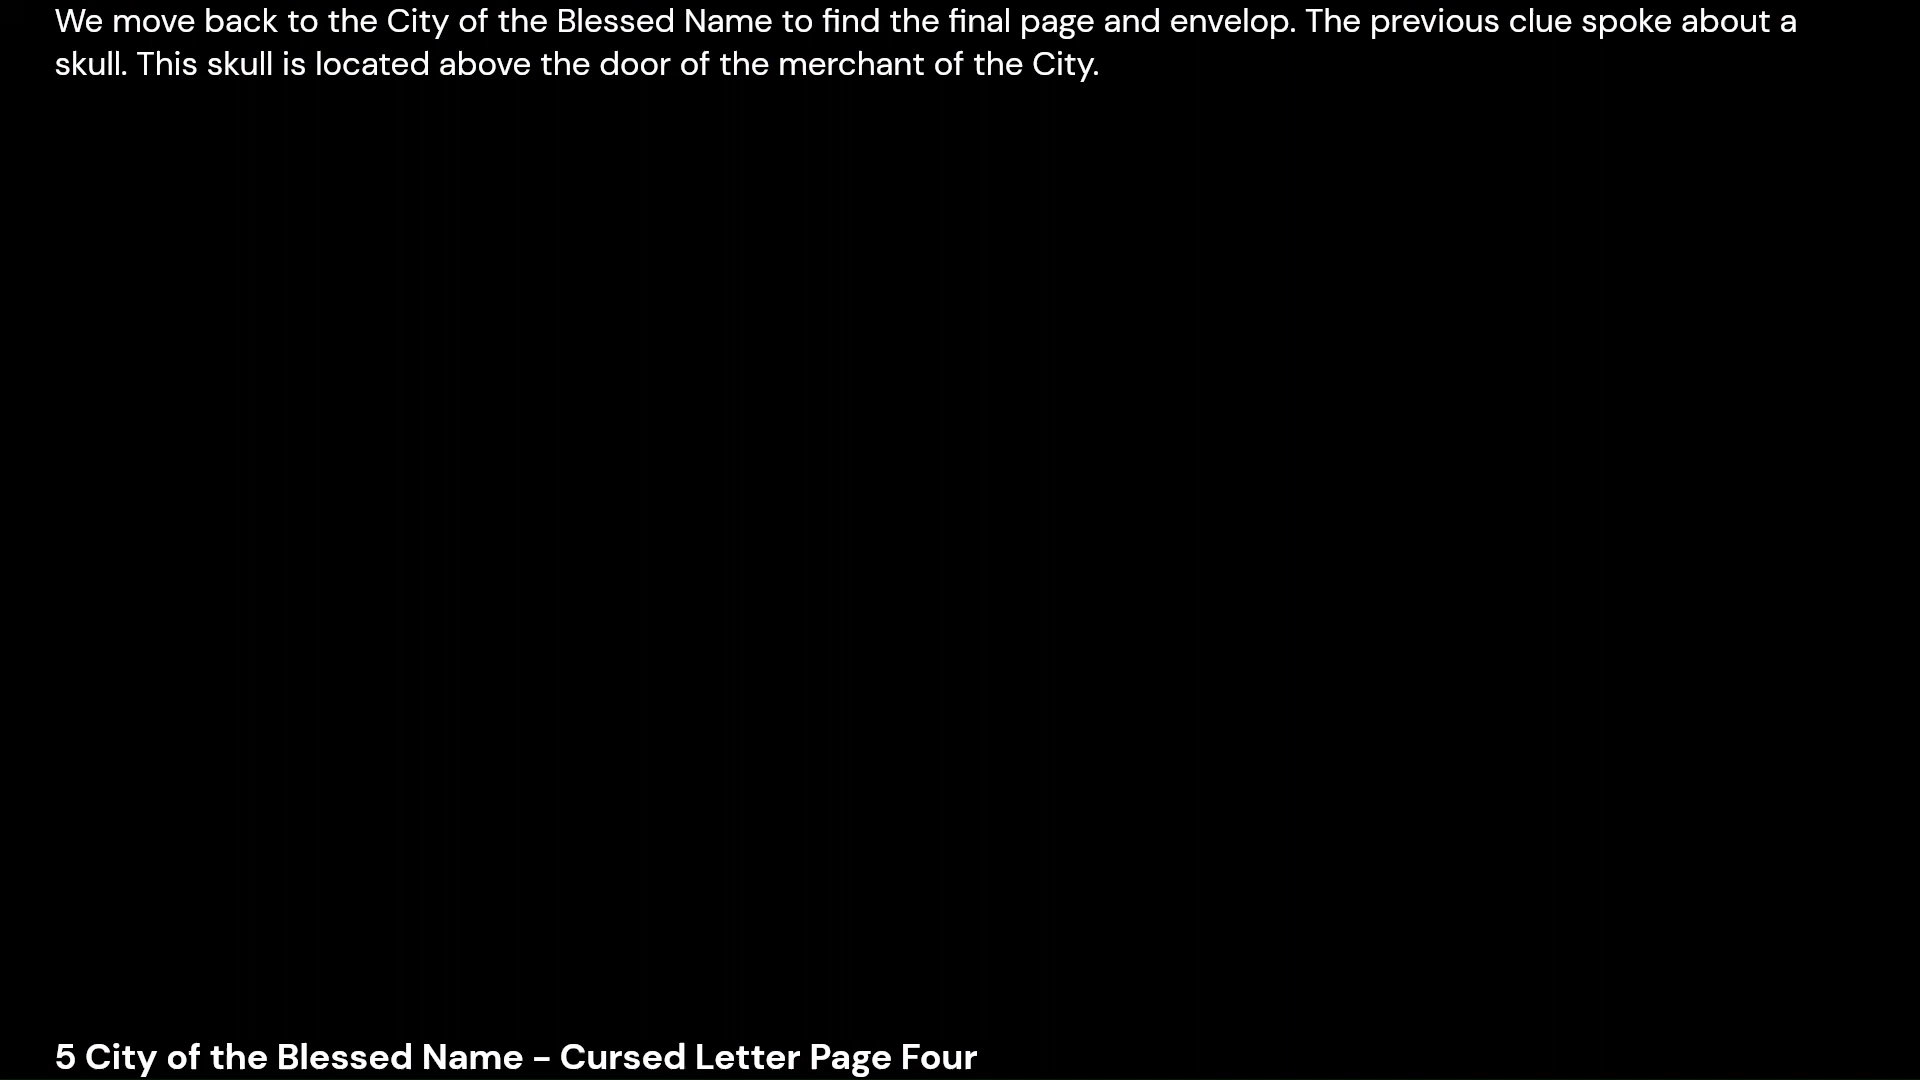 We move back to the City of the Blessed Name to find the final page and envelop. The previous clue spoke about a
skull. This skull is located above the door of the merchant of the City.
5 City of the Blessed Name - Cursed Letter Page Four